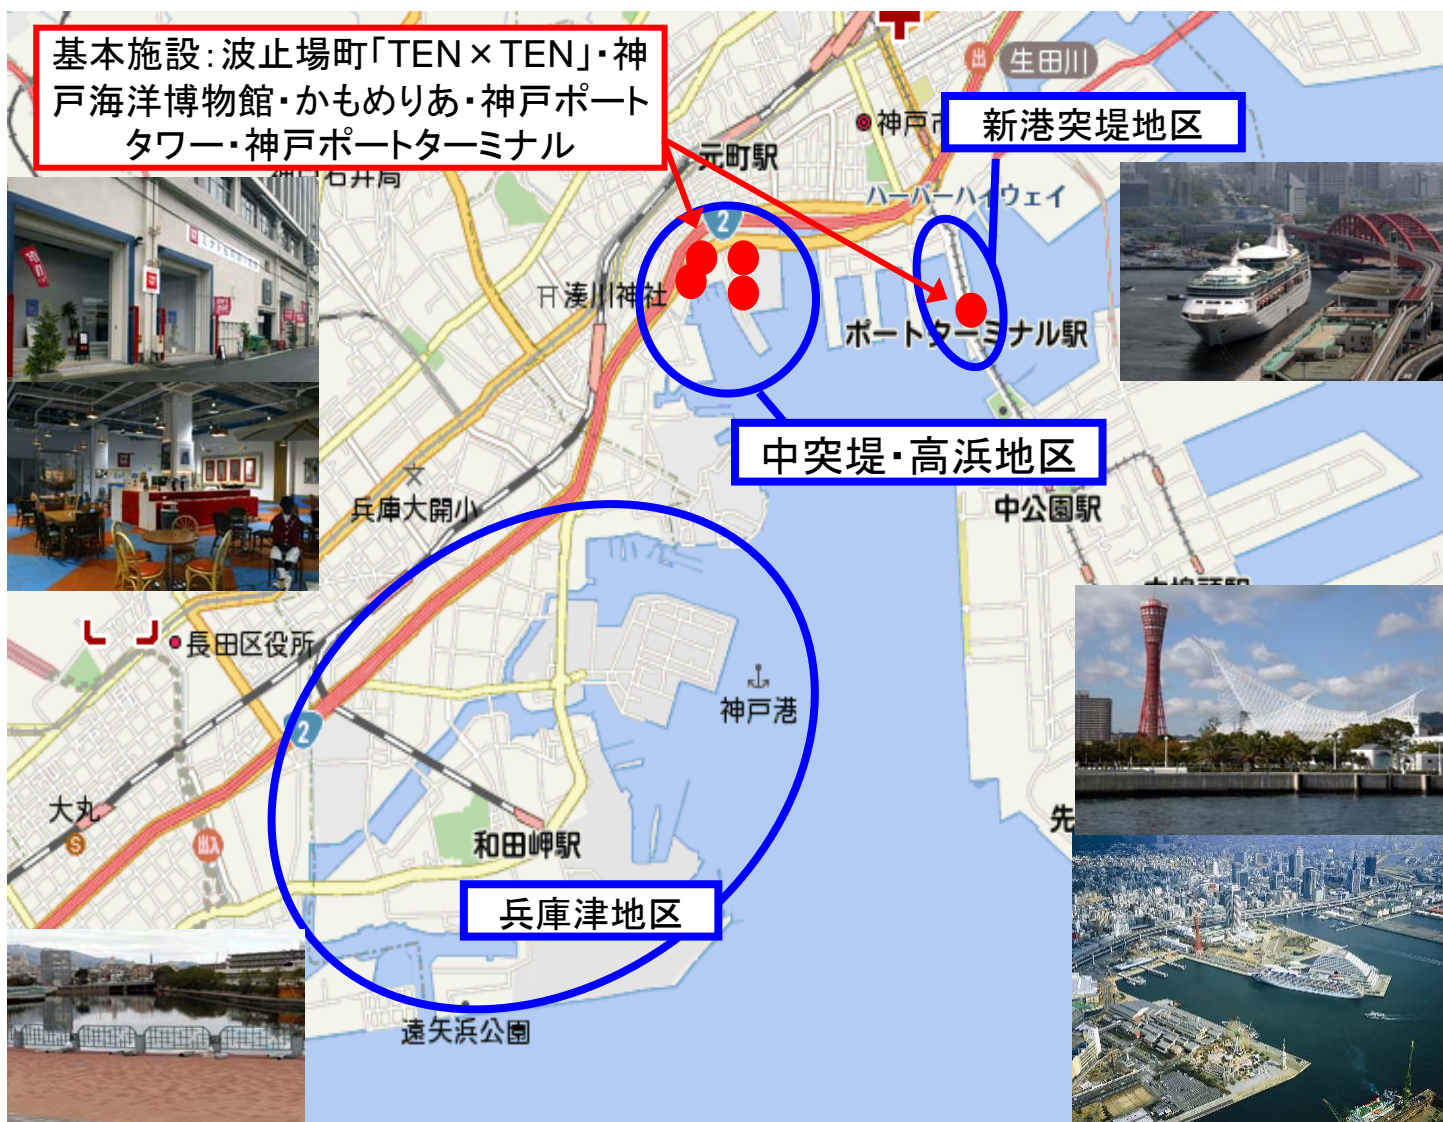 基本施設:波止場町「TEN×TEN」・神
戸海洋博物館・かもめりあ・神戸ポート
タワー・神戸ポートターミナル
出
生田川
神戸市
新港突堤地区
元町駅
ハーバーハイウェイ
2
湊川神社
ポートターミナル駅
中突堤・高浜地区
兵庫大開小
中公園駅
長田区役所
神戸港
2
大丸
S
出入
和田岬駅
先
兵庫津地区
遠矢浜公園